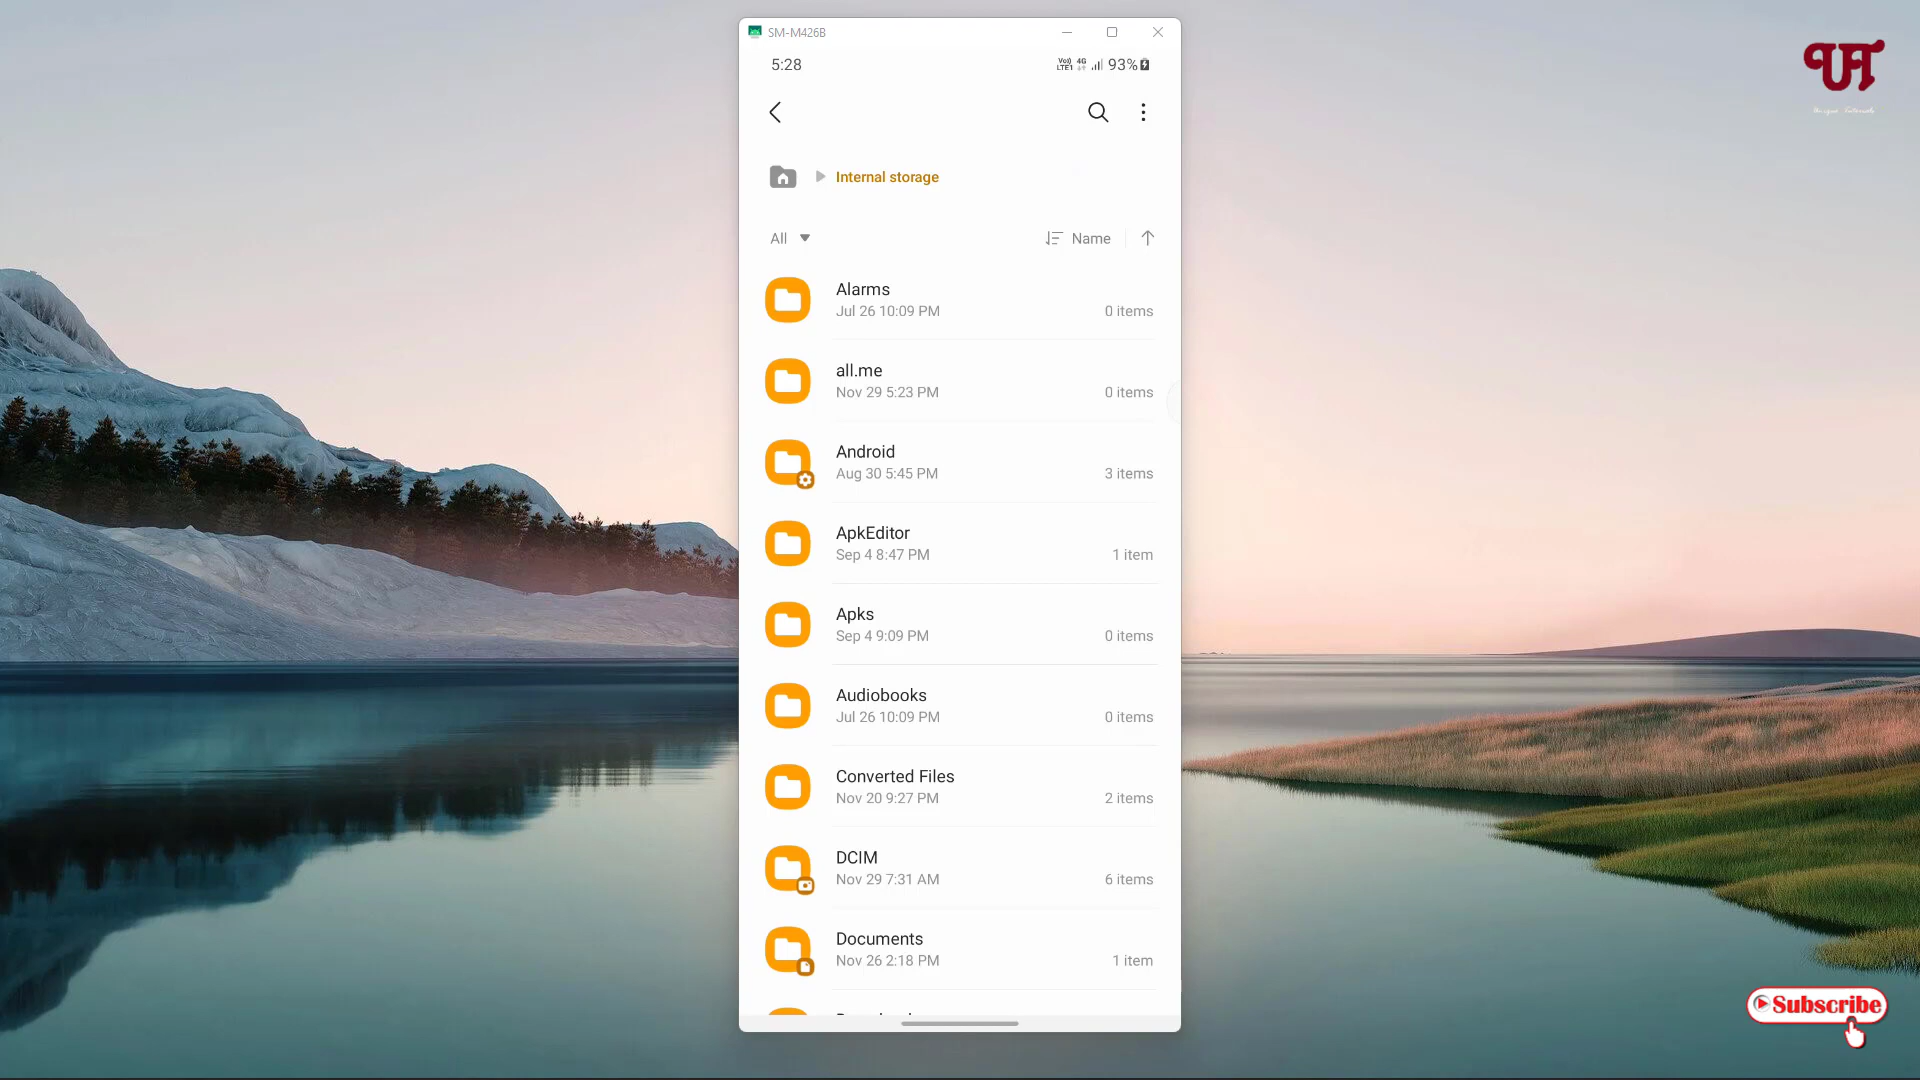 SM-M426B
5:28
Vo) 4G
LTE1
93%
Internal storage
All
Name
Alarms
Jul 26 10:09 PM
0 items
all.me
Nov 29 5:23 PM
0 items
Android
Aug 30 5:45 PM
3 items
ApkEditor
Sep 4 8:47 PM
1 item
Apks
Sep 4 9:09 PM
0 items
Audiobooks
Jul 26 10:09 PM
0 items
Converted Files
Nov 20 9:27 PM
2 items
DCIM
Nov 29 7:31 AM
6 items
Documents
Nov 26 2:18 PM
1 item
Subscribe